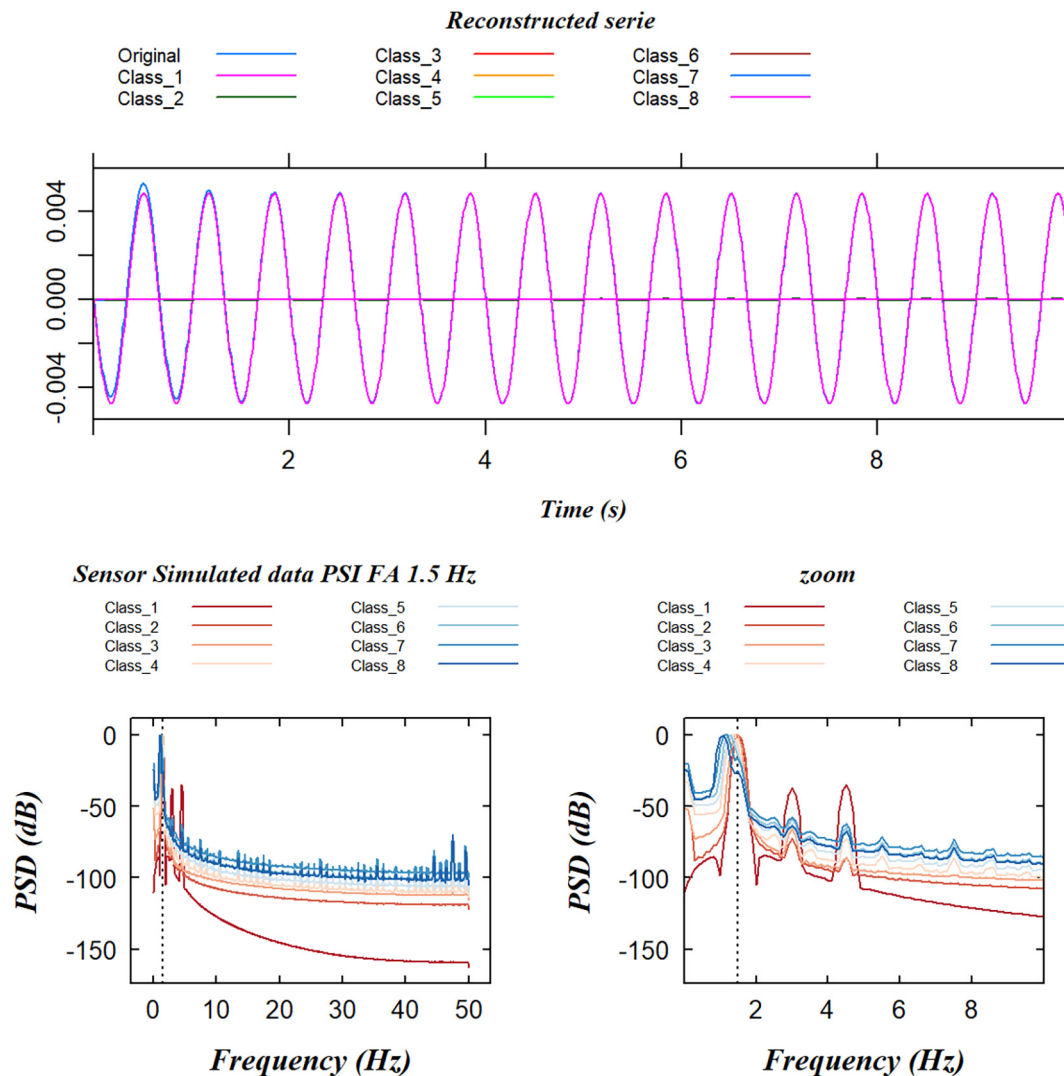 Reconstructed serie
Original Class_3 Class_6
Class_1 Class_4 Class_7
Class_2 Class_5 Class_8
0.004
0.000
-0.004
2 4 6 8
Time (s)
Sensor Simulated data PSI FA 1.5 Hz
Class_1 Class_5
Class_2 Class_6
Class_3 Class_7
Class_4 Class_8
0
-50
-100
-150
PSD (dB)
0 10 20 30 40 50
Frequency (Hz)
zoom
Class_1 Class_5
Class_2 Class_6
Class_3 Class_7
Class_4 Class_8
0
-50
-100
-150
PSD (dB)
2 4 6 8
Frequency (Hz)